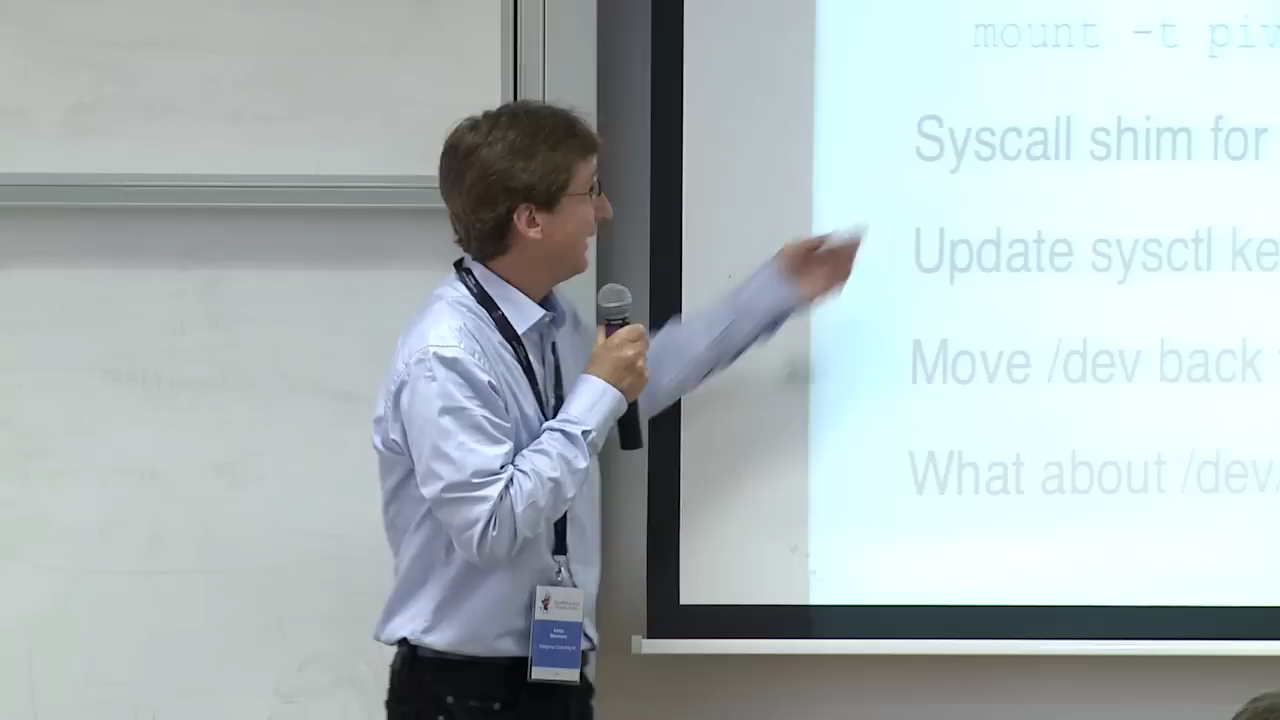 mount -t piv
Syscall shim for
Update sysctl ke
Move /dev back
What about /dev/